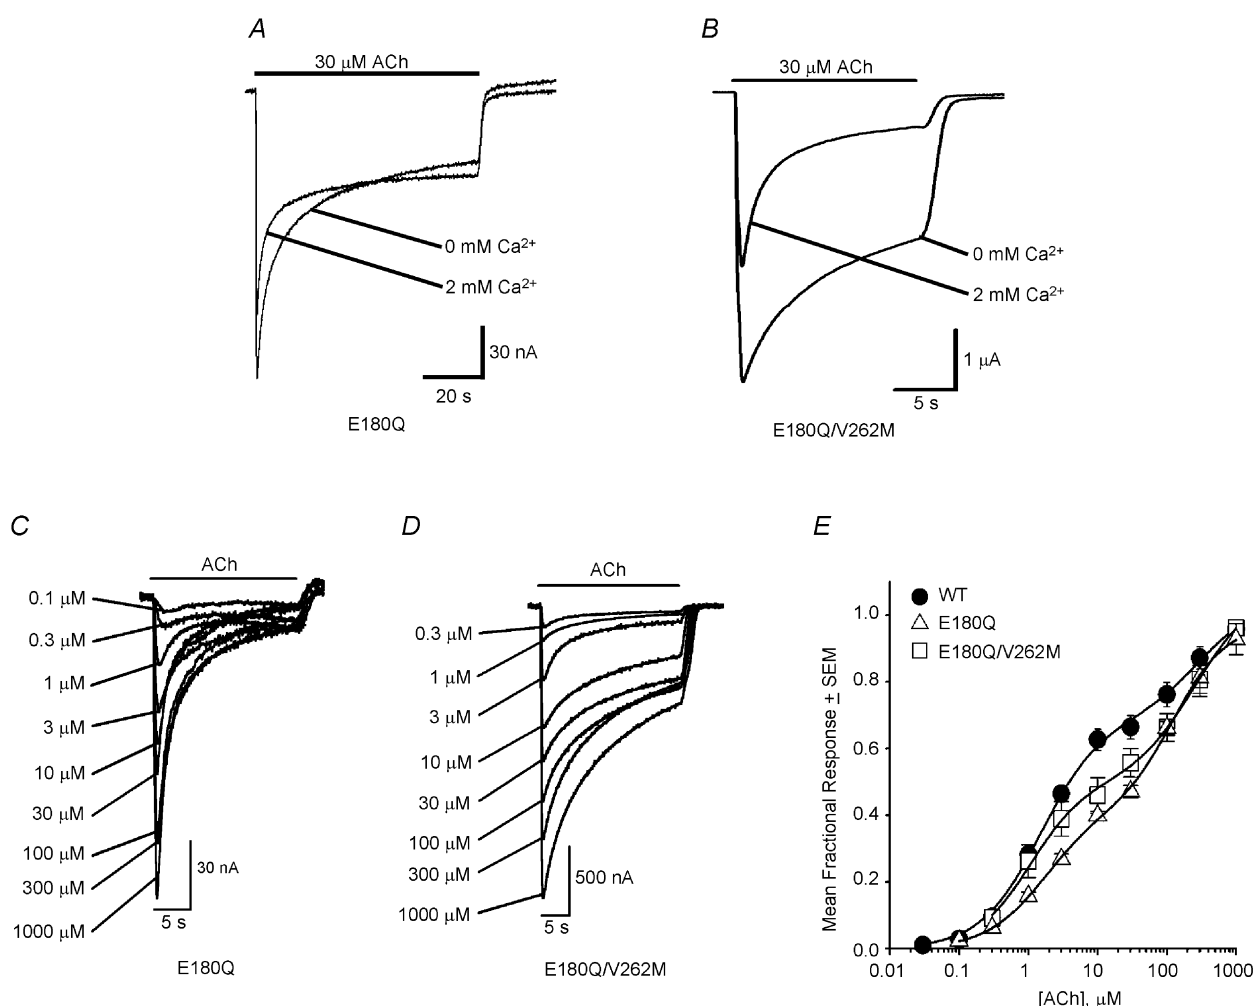 A
30 μM ACh
0 mM Ca²⁺
2 mM Ca²⁺
30 nA
20 s
E180Q
B
30 μM ACh
0 mM Ca²⁺
2 mM Ca²⁺
1 μA
5 s
E180Q/V262M
C
ACh
0.1 μM
0.3 μM
1 μM
3 μM
10 μM
30 μM
100 μM
300 μM
1000 μM
30 nA
5 s
E180Q
D
ACh
0.3 μM
1 μM
3 μM
10 μM
30 μM
100 μM
300 μM
1000 μM
500 nA
5 s
E180Q/V262M
E
WT
E180Q
E180Q/V262M
Mean Fractional Response ± SEM
1.0
0.8
0.6
0.4
0.2
0.0
0.01 0.1 1 10 100 1000
[ACh], μM